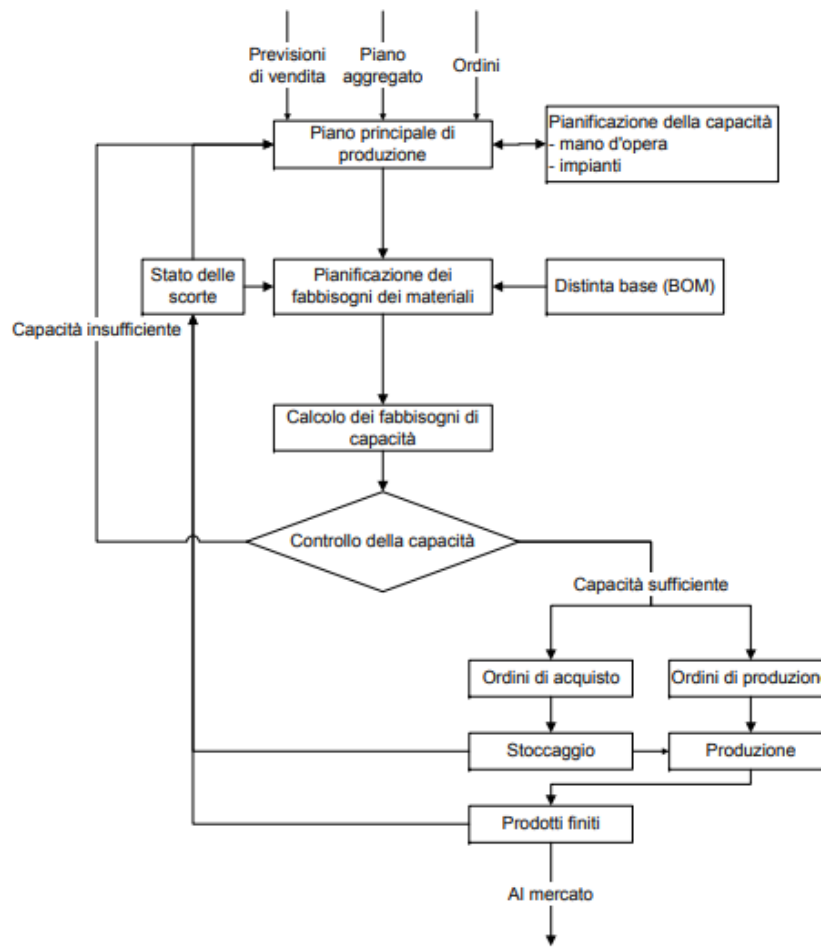 Previsioni
di vendita
Piano
aggregato
Ordini
Piano principale di
produzione
Pianificazione della capacità
- mano d'opera
- impianti
Stato delle
scorte
Pianificazione dei
fabbisogni dei materiali
Distinta base (BOM)
Capacità insufficiente
Calcolo dei fabbisogni di
capacità
Controllo della capacità
Capacità sufficiente
Ordini di acquisto
Ordini di produzione
Stoccaggio
Produzione
Prodotti finiti
Al mercato